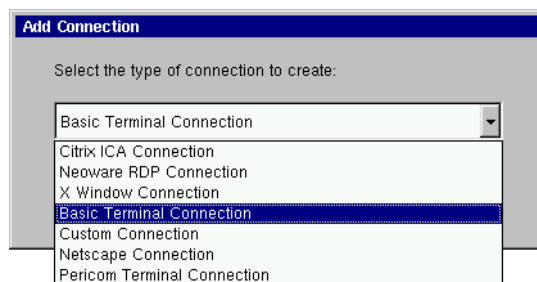 Add Connection
Select the type of connection to create:
Basic Terminal Connection
Citrix ICA Connection
Neoware RDP Connection
X Window Connection
Basic Terminal Connection
Custom Connection
Netscape Connection
Pericom Terminal Connection